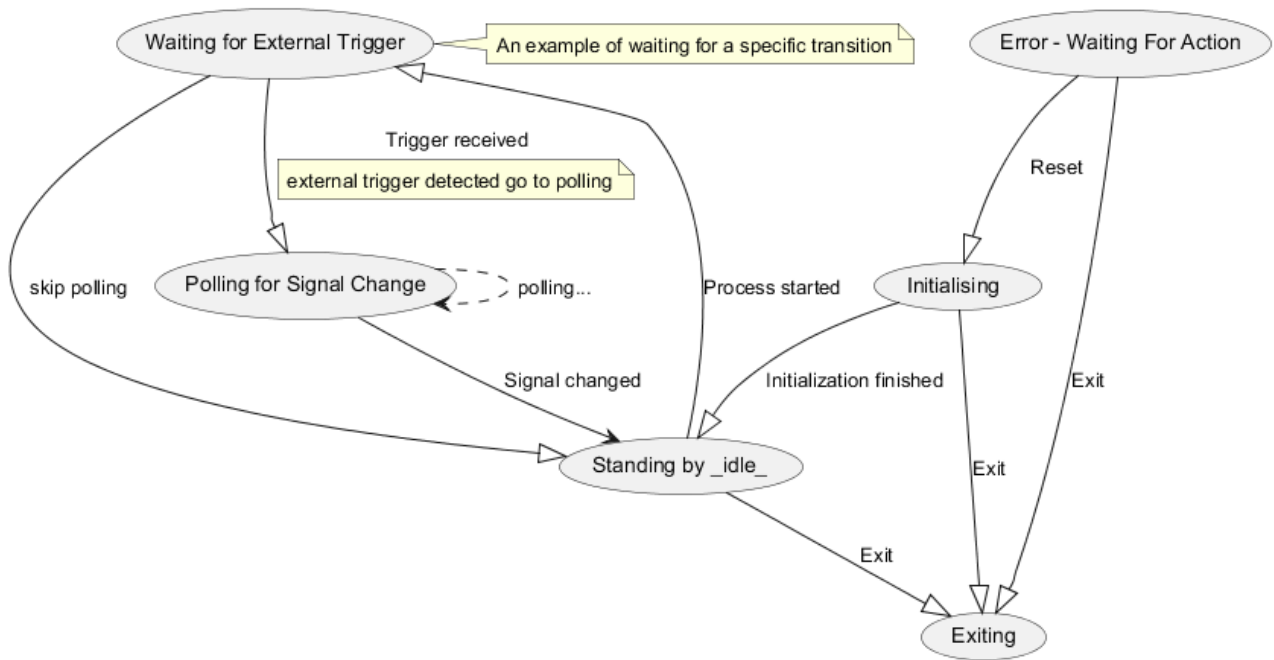 Waiting for External Trigger
An example of waiting for a specific transition
Error - Waiting For Action
Trigger received
external trigger detected go to polling
Reset
skip polling
Polling for Signal Change
polling...
Process started
Initialising
Signal changed
Initialization finished
Exit
Standing by _idle_
Exit
Exit
Exiting